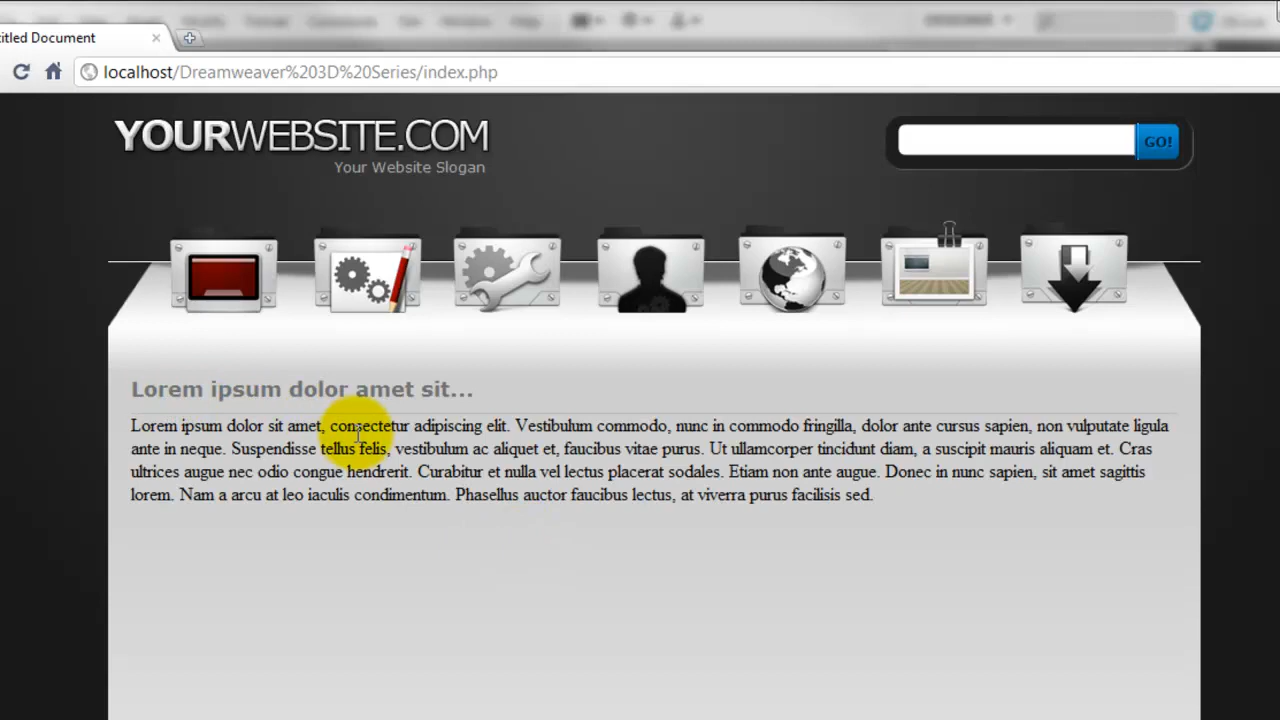 itled Document
localhost/Dreamweaver%203D%20Series/index.php
YOURWEBSITE.COM
Your Website Slogan
GO!
Lorem ipsum dolor amet sit...
Lorem ipsum dolor sit amet, consectetur adipiscing elit. Vestibulum commodo, nunc in commodo fringilla, dolor ante cursus sapien, non vulputate ligula
ante in neque. Suspendisse tellus felis, vestibulum ac aliquet et, faucibus vitae purus. Ut ullamcorper tincidunt diam, a suscipit mauris aliquam et. Cras
ultrices augue nec odio congue hendrerit. Curabitur et nulla vel lectus placerat sodales. Etiam non ante augue. Donec in nunc sapien, sit amet sagittis
lorem. Nam a arcu at leo iaculis condimentum. Phasellus auctor faucibus lectus, at viverra purus facilisis sed.